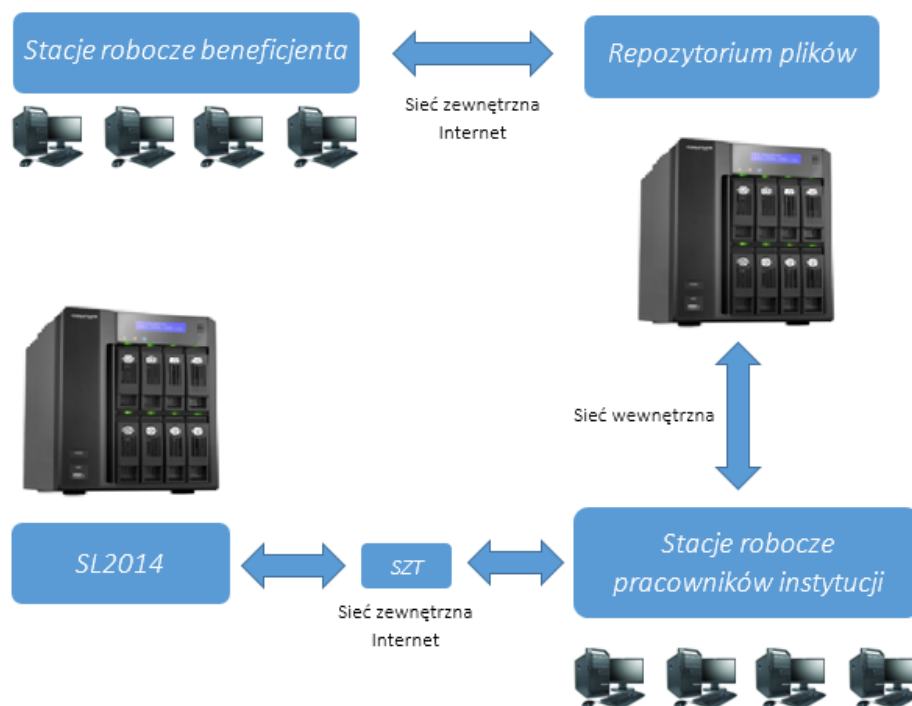 Stacje robocze beneficjenta
Repozytorium plików
Sieć zewnętrzna
Internet
Sieć wewnętrzna
SL2014
SZT
Sieć zewnętrzna
Internet
Stacje robocze
pracowników instytucji